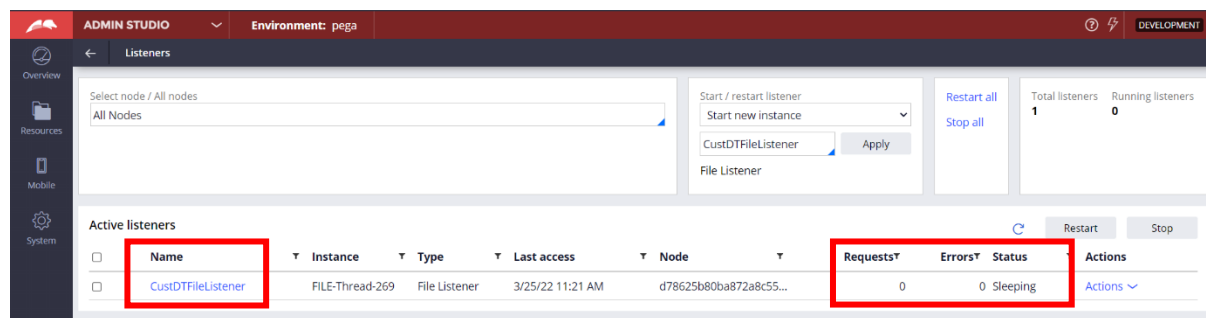 ADMIN STUDIO Environment: pega DEVELOPMENT
Listeners
Overview
Resources
Mobile
System
Select node / All nodes
All Nodes
Start / restart listener
Start new instance
CustDTFileListener Apply
File Listener
Restart all
Stop all
Total listeners Running listeners
1 0
Active listeners Restart Stop
Name Instance Type Last access Node Requests Errors Status Actions
CustDTFileListener FILE-Thread-269 File Listener 3/25/22 11:21 AM d78625b80ba872a8c55... 0 0 Sleeping Actions